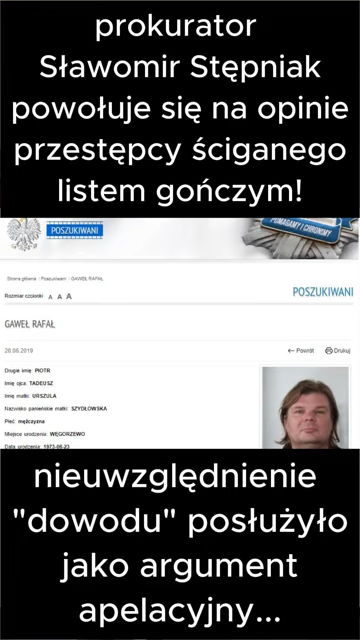 prokurator
Sławomir Stępniak
powołuje się na opinie
przestępcy ściganego
listem gończym!
POSZUKIWANI
POMAGAMY I CHRONIMY
Strona główna Poszukiwani GAWEŁ RAFAŁ
Rozmiar czcionki A A A
POSZUKIWANI
GAWEŁ RAFAŁ
26.06.2019
Powrót Drukuj
Drugie imię: PIOTR
Imię ojca: TADEUSZ
Imię matki: URSZULA
Nazwisko panieńskie matki: SZYDŁOWSKA
Płeć: mężczyzna
Miejsce urodzenia: WĘGORZEWO
Data urodzenia: 1973-06-23
nieuwzględnienie
"dowodu" posłużyło
jako argument
apelacyjny...